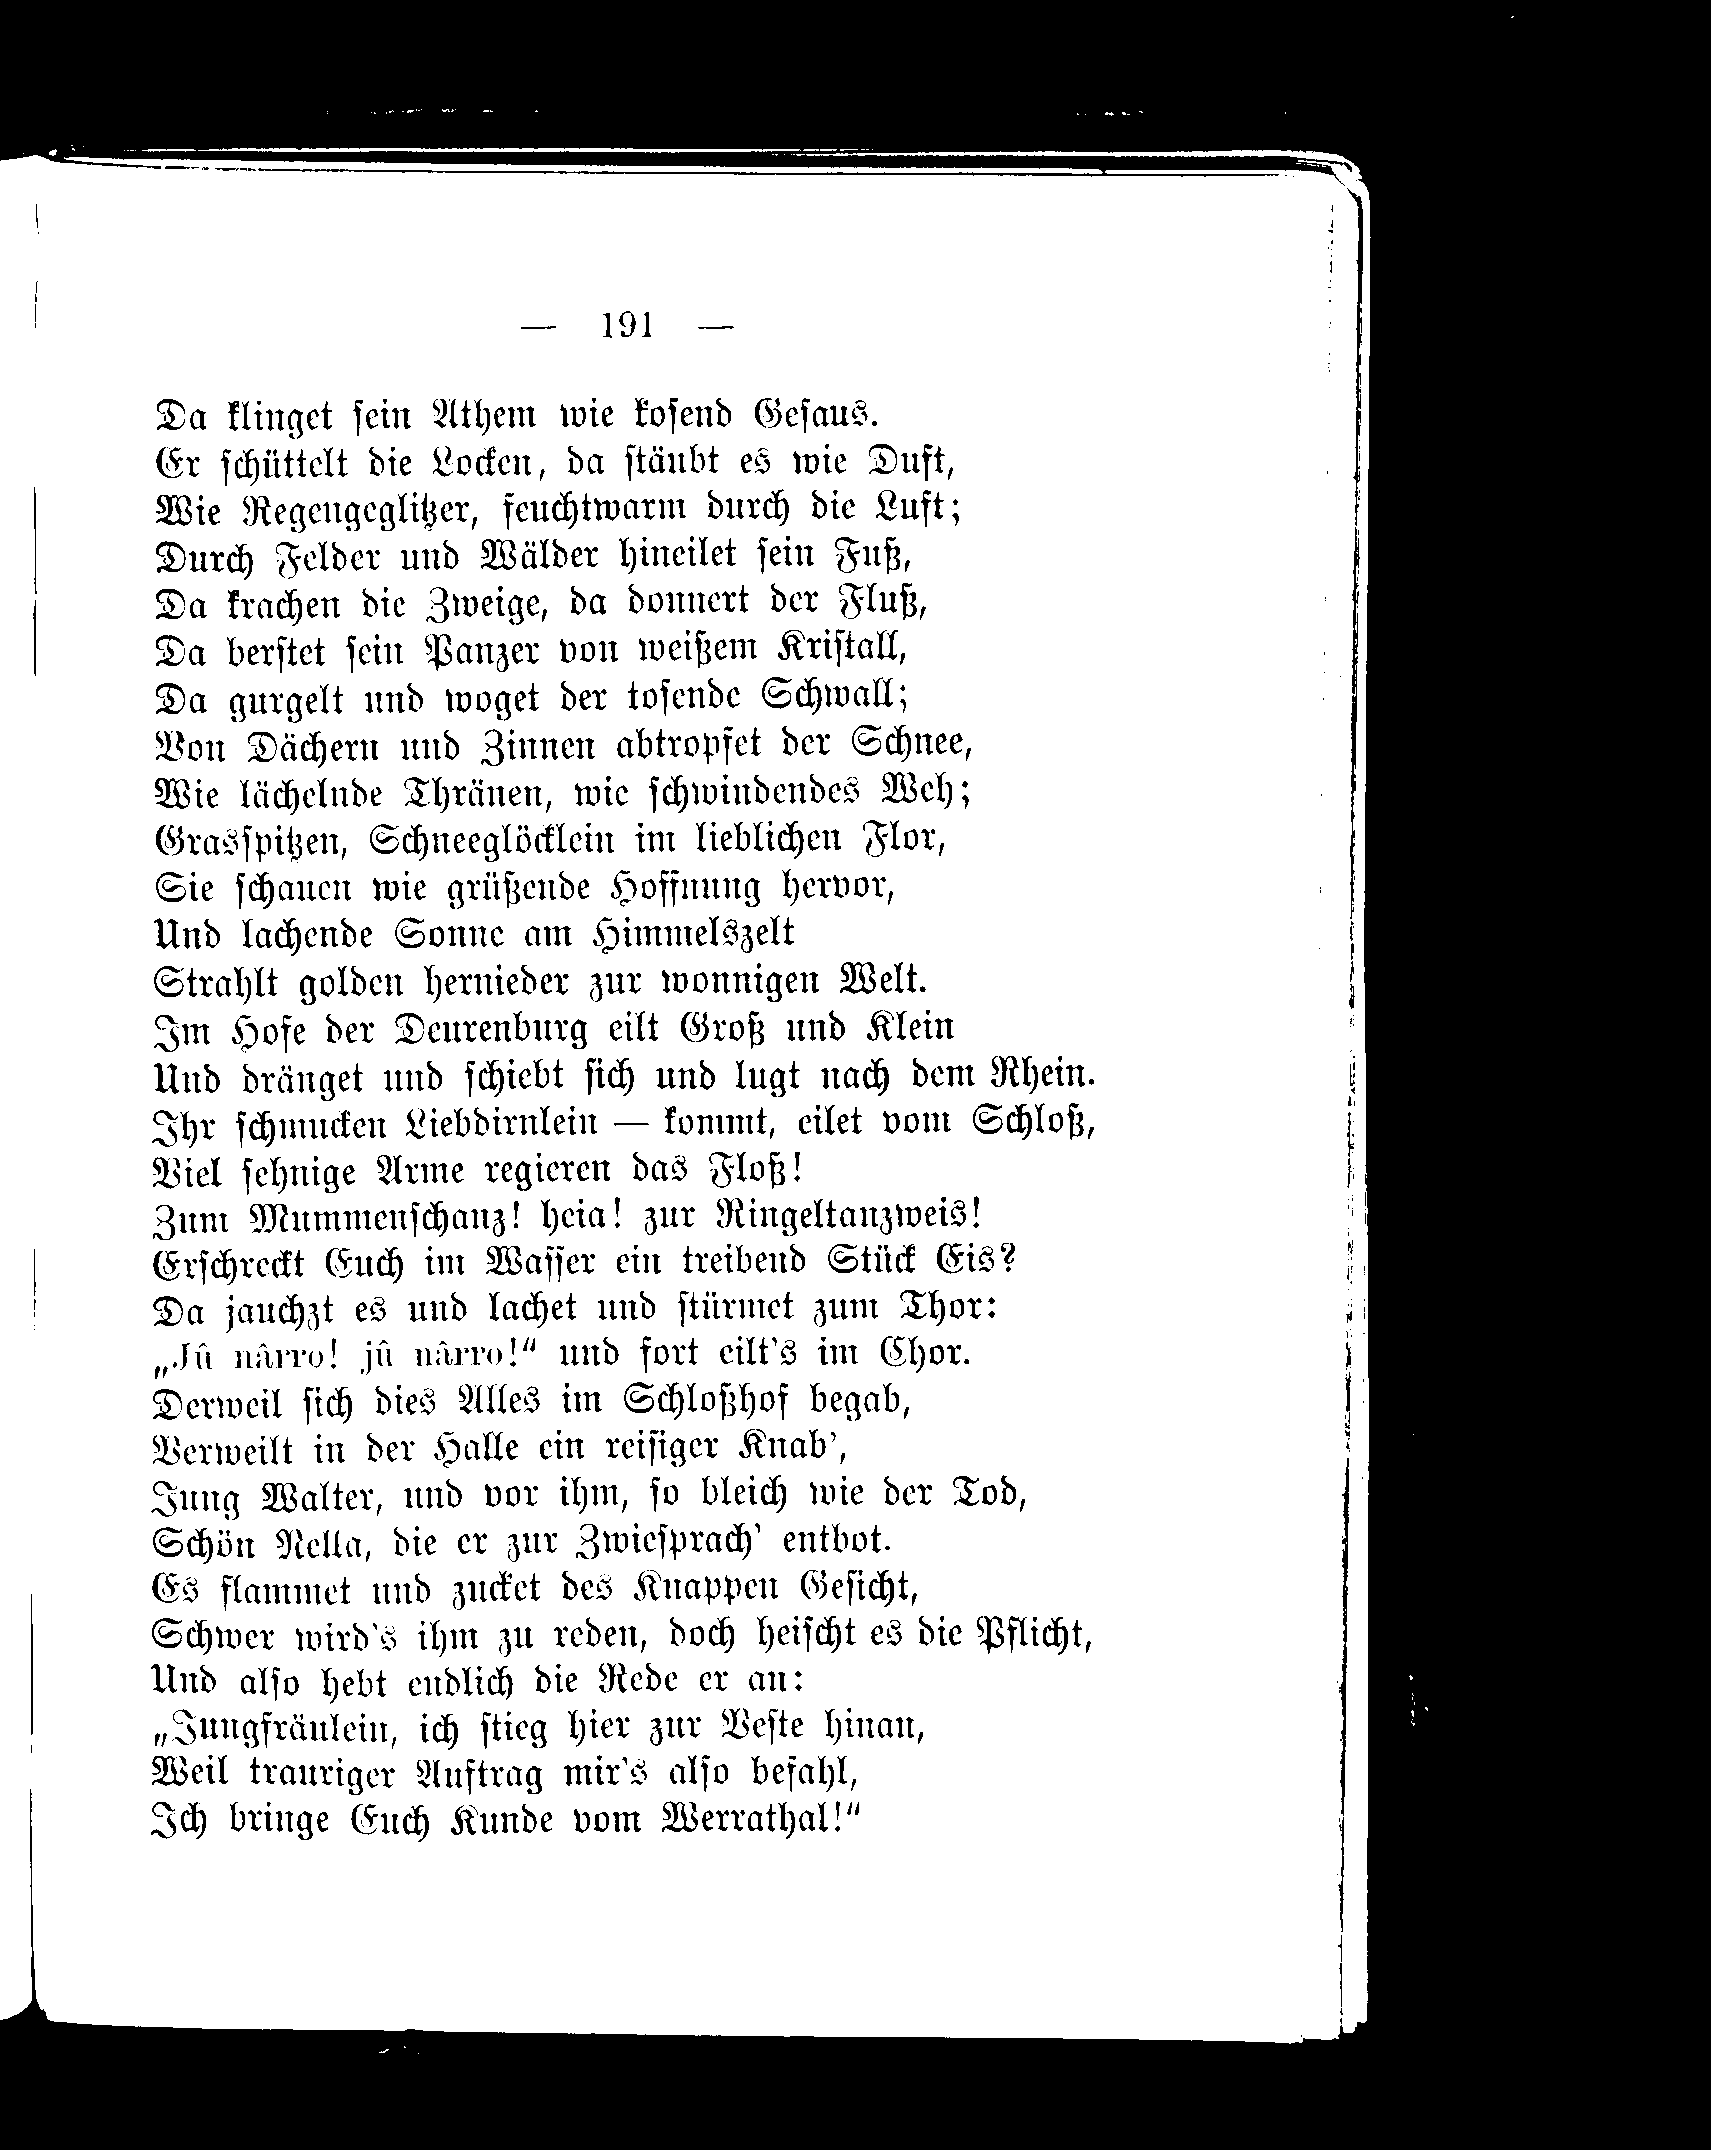 — 191 —
Da klinget sein Athem wie kosend Gesaus.
Er schüttelt die Locken, da stäubt es wie Duft,
Wie Regengeglitzer, feuchtwarm durch die Luft;
Durch Felder und Wälder hineilet sein Fuß,
Da krachen die Zweige, da donnert der Fluß,
Da berstet sein Panzer von weißem Kristall,
Da gurgelt und woget der tosende Schwall;
Von Dächern und Zinnen abtropfet der Schnee,
Wie lächelnde Thränen, wie schwindendes Weh;
Grasspitzen, Schneeglöcklein im lieblichen Flor,
Sie schauen wie grüßende Hoffnung hervor,
Und lachende Sonne am Himmelszelt
Strahlt golden hernieder zur wonnigen Welt.
Im Hofe der Deurenburg eilt Groß und Klein
Und dränget und schiebt sich und lugt nach dem Rhein.
Ihr schmucken Liebdirnlein — kommt, eilet vom Schloß,
Viel sehnige Arme regieren das Floß!
Zum Mummenschanz! heia! zur Ringeltanzweis!
Erschreckt Euch im Wasser ein treibend Stück Eis?
Da jauchzt es und lachet und stürmet zum Thor:
„Jû nârro! jû nârro!“ und fort eilt's im Chor.
Derweil sich dies Alles im Schloßhof begab,
Verweilt in der Halle ein reisiger Knab',
Jung Walter, und vor ihm, so bleich wie der Tod,
Schön Nella, die er zur Zwiesprach' entbot.
Es flammet und zucket des Knappen Gesicht,
Schwer wird's ihm zu reden, doch heischt es die Pflicht,
Und also hebt endlich die Rede er an:
„Jungfräulein, ich stieg hier zur Veste hinan,
Weil trauriger Auftrag mir's also befahl,
Ich bringe Euch Kunde vom Werrathal!“